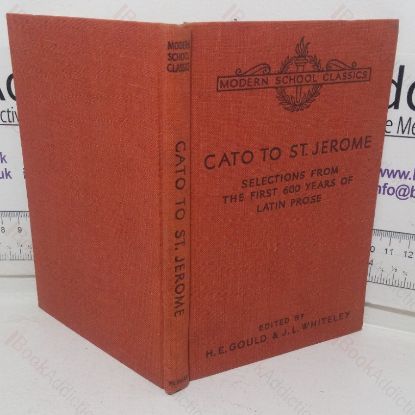 MODERN
SCHOOL
CLASSICS
CATO TO ST. JEROME
MODERN SCHOOL CLASSICS
CATO TO ST. JEROME
SELECTIONS FROM
THE FIRST 600 YEARS OF
LATIN PROSE
EDITED BY
H. E. GOULD & J. L. WHITELEY